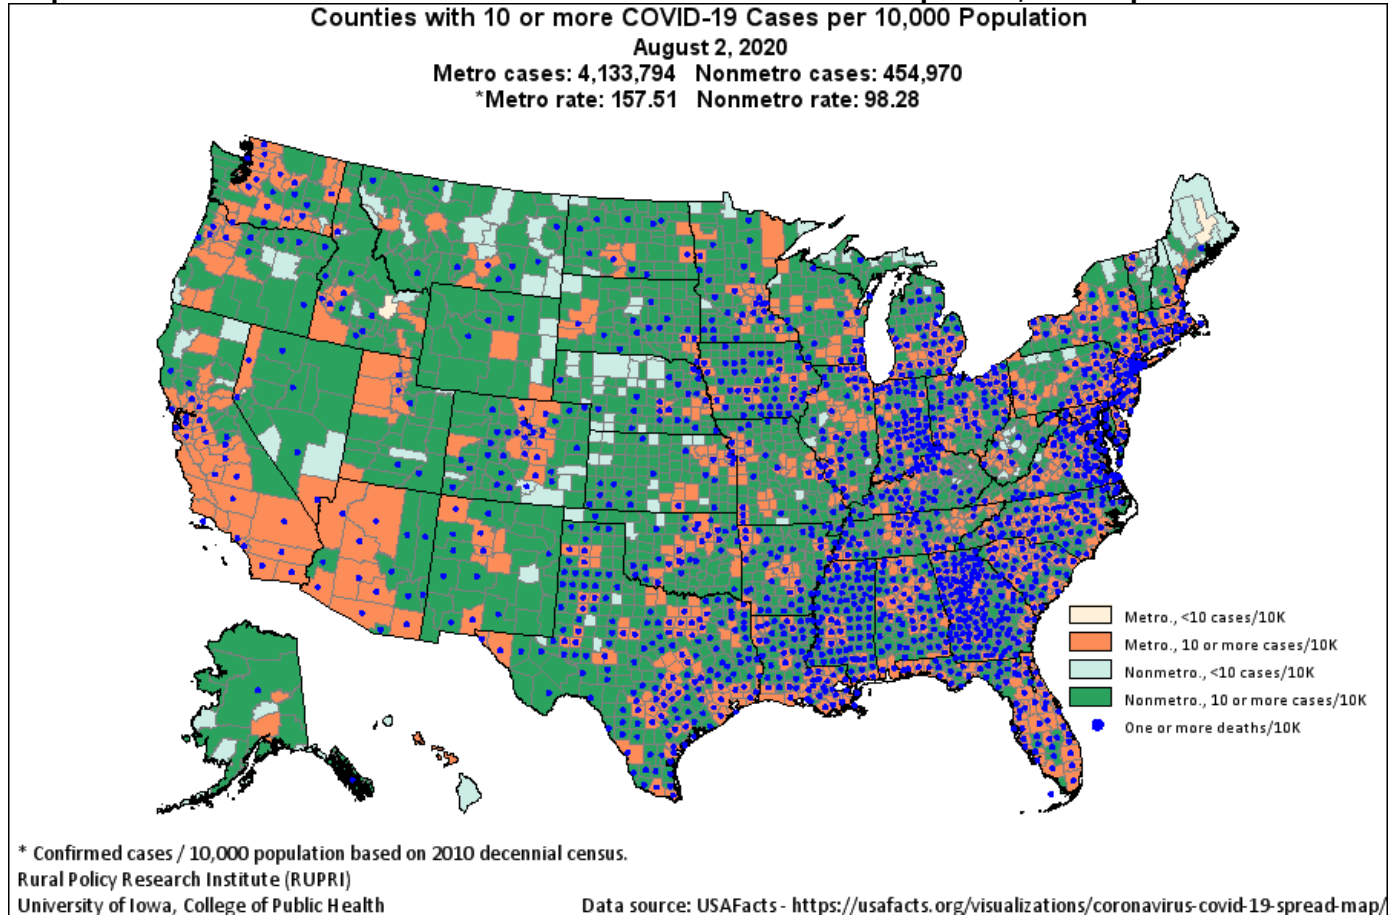 Counties with 10 or more COVID-19 Cases per 10,000 Population
August 2, 2020
Metro cases: 4,133,794 Nonmetro cases: 454,970
*Metro rate: 157.51 Nonmetro rate: 98.28
Metro., <10 cases/10K
Metro., 10 or more cases/10K
Nonmetro., <10 cases/10K
Nonmetro., 10 or more cases/10K
One or more deaths/10K
* Confirmed cases / 10,000 population based on 2010 decennial census.
Rural Policy Research Institute (RUPRI)
University of Iowa, College of Public Health
Data source: USAFacts - https://usafacts.org/visualizations/coronavirus-covid-19-spread-map/